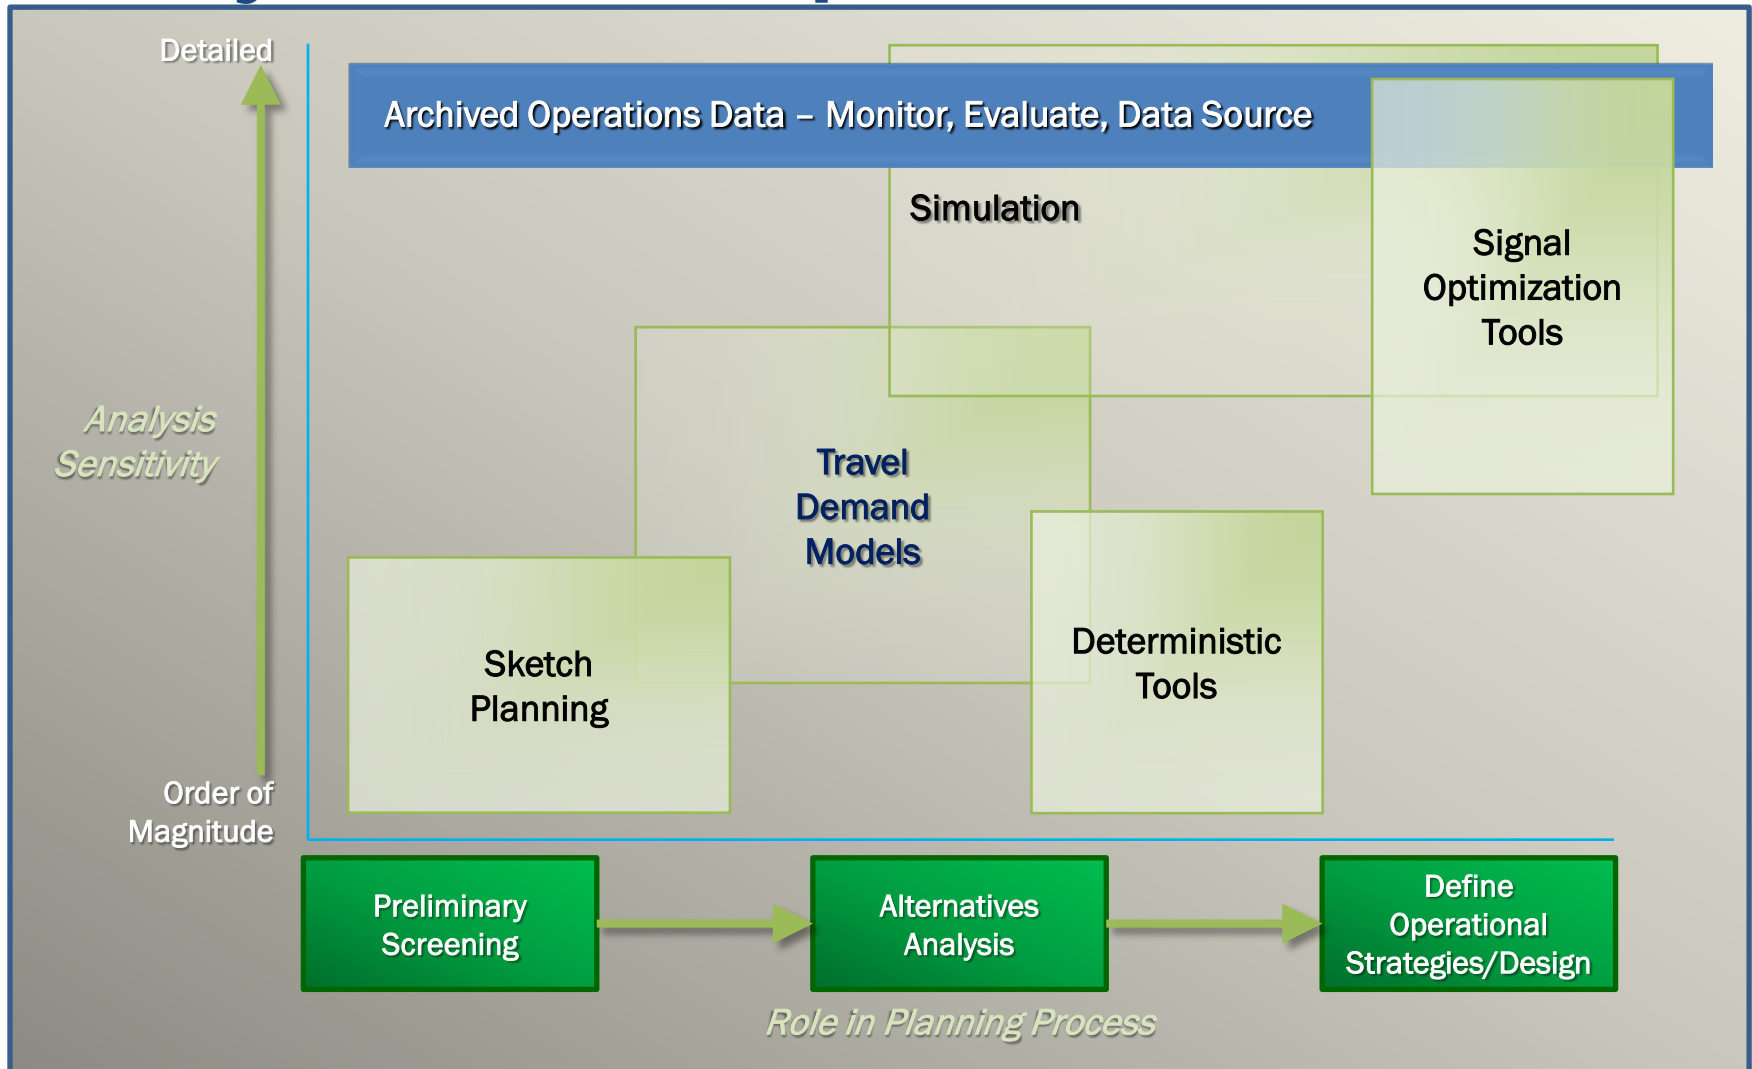 Detailed
Archived Operations Data – Monitor, Evaluate, Data Source
Simulation
Signal
Optimization
Tools
Analysis
Sensitivity
Travel
Demand
Models
Sketch
Planning
Deterministic
Tools
Order of
Magnitude
Preliminary
Screening
Alternatives
Analysis
Define
Operational
Strategies/Design
Role in Planning Process